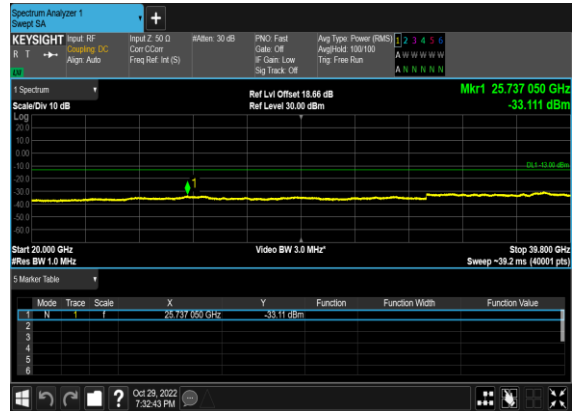 Spectrum Analyzer 1
Swept SA
+
KEYSIGHT Input: RF Input Z: 50 Ω #Atten: 30 dB PNO: Fast Avg Type: Power (RMS) 1 2 3 4 5 6
R T Coupling: DC Corr CCorr Gate: Off Avg|Hold: 100/100 A W W W W W
Align: Auto Freq Ref: Int (S) IF Gain: Low Trig: Free Run
Sig Track: Off A N N N N N
1 Spectrum Ref Lvl Offset 18.66 dB Mkr1 25.737 050 GHz
Scale/Div 10 dB Ref Level 30.00 dBm -33.111 dBm
Log
20.0
10.0
0.00
-10.0
DL1 -13.00 dBm
-20.0
1
-30.0
-40.0
-50.0
-60.0
Start 20.000 GHz Video BW 3.0 MHz* Stop 39.800 GHz
#Res BW 1.0 MHz Sweep ~39.2 ms (40001 pts)
5 Marker Table
Mode Trace Scale X Y Function Function Width Function Value
1 N 1 f 25.737 050 GHz -33.11 dBm
2
3
4
5
6
? Oct 29, 2022
7:32:43 PM